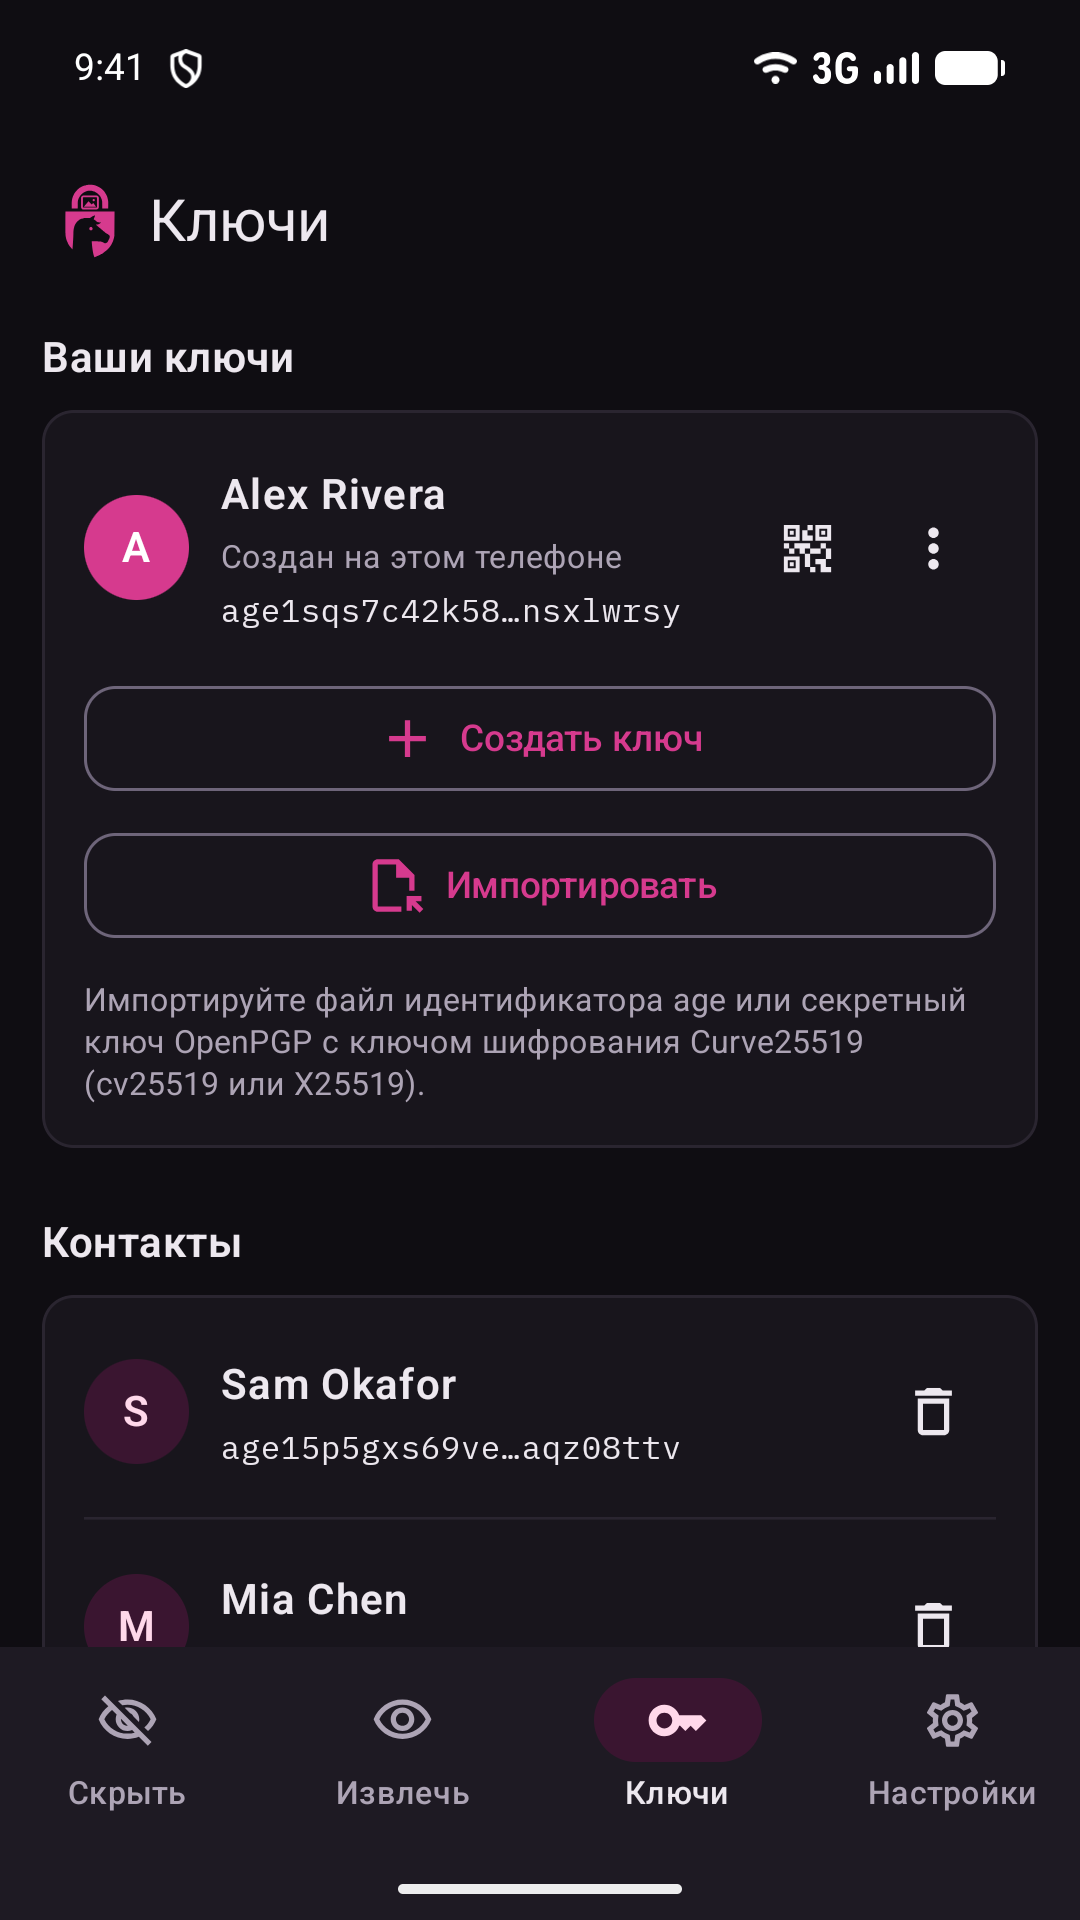 9:41
3G
Ключи
Ваши ключи
A
Alex Rivera
Создан на этом телефоне
age1sqs7c42k58…nsxlwrsy
Создать ключ
Импортировать
Импортируйте файл идентификатора age или секретный
ключ OpenPGP с ключом шифрования Curve25519
(cv25519 или X25519).
Контакты
S
Sam Okafor
age15p5gxs69ve…aqz08ttv
M
Mia Chen
Скрыть
Извлечь
Ключи
Настройки